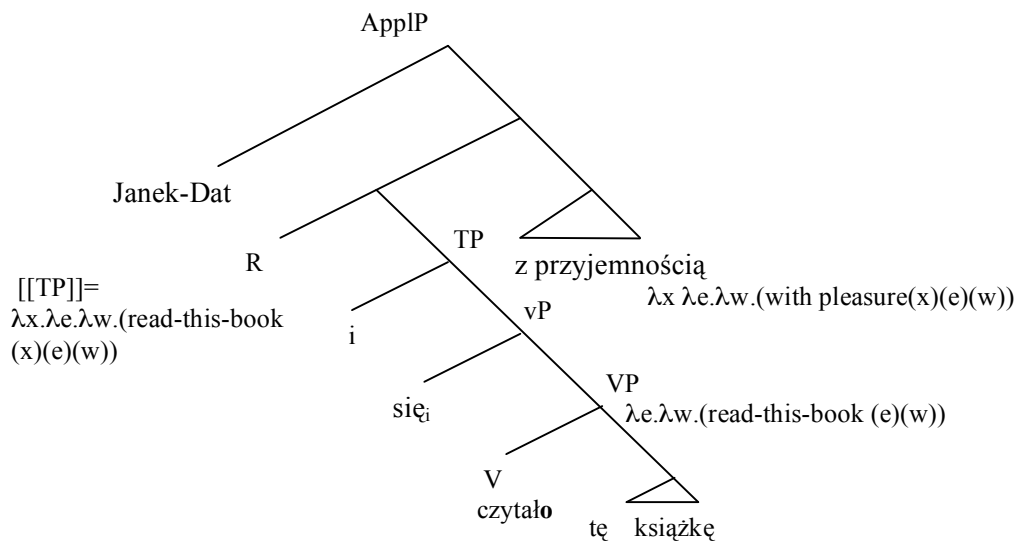 ApplP
Janek-Dat
R
TP
z przyjemnością
[[TP]]=
λx.λe.λw.(read-this-book
(x)(e)(w))
λx λe.λw.(with pleasure(x)(e)(w))
i
vP
sięi
VP
λe.λw.(read-this-book (e)(w))
V
czytało
tę książkę